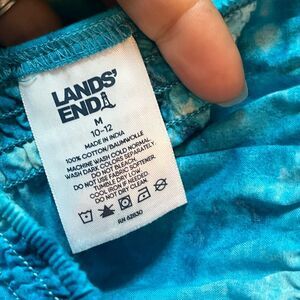 LANDS'
END
M
10-12
MADE IN INDIA
100% COTTON/BAUMWOLLE
MACHINE WASH COLD NORMAL.
WASH DARK COLORS SEPARATELY.
DO NOT BLEACH.
DO NOT USE FABRIC SOFTENER.
TUMBLE DRY LOW.
COOL IRON IF NEEDED.
DO NOT DRY CLEAN.
RN 62830